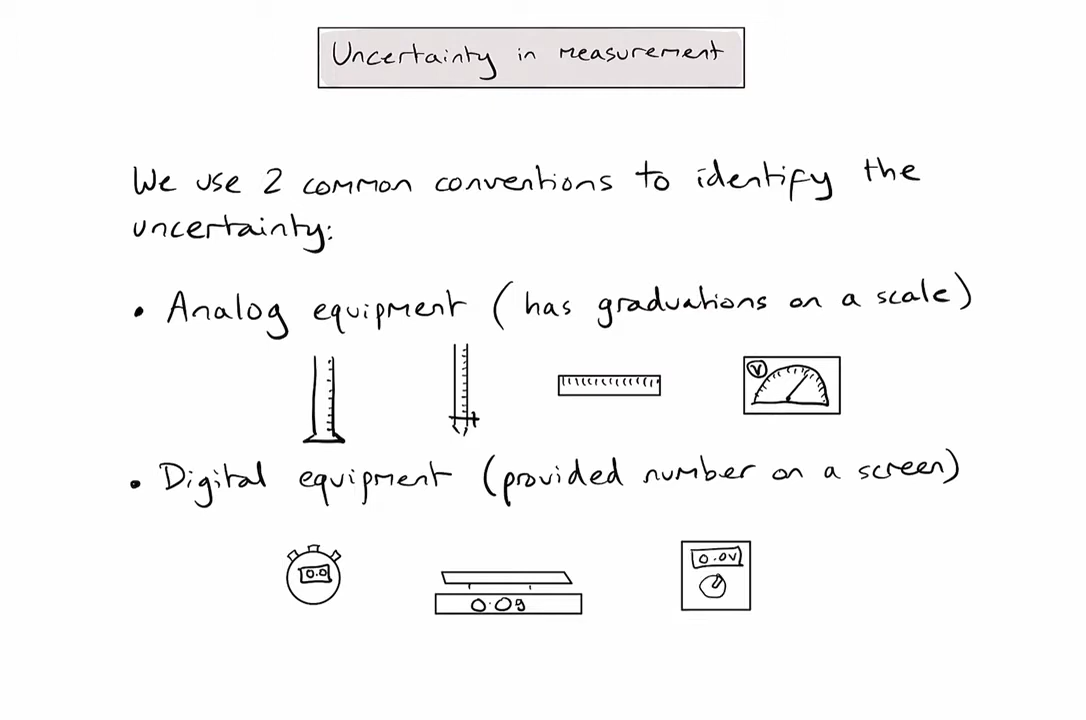 Uncertainty in measurement
We use 2 common conventions to identify the
uncertainty:
• Analog equipment (has graduations on a scale)
V
• Digital equipment (provided number on a screen)
0.0
0.0g
0.0V